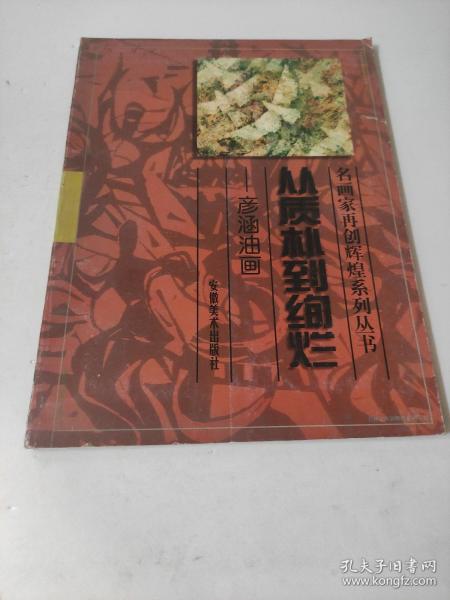 名画家再创辉煌系列丛书
从质朴到绚烂
——彦涵油画
安徽美术出版社
孔夫子旧书网
www.kongfz.com